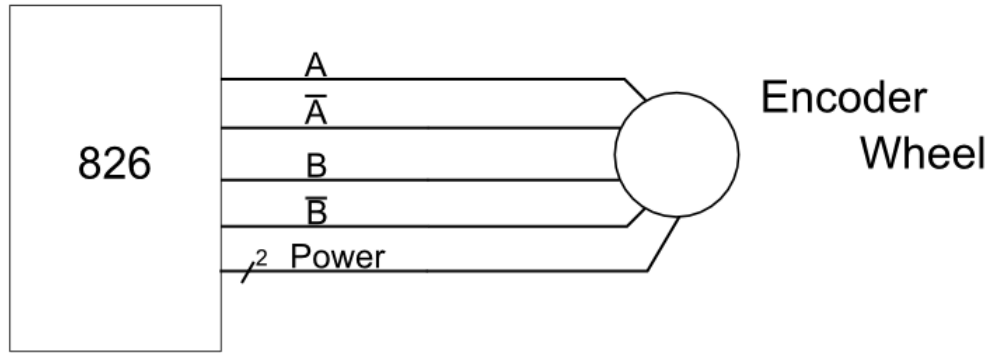 A
A̅
826
B
B̅
2 Power
Encoder
Wheel